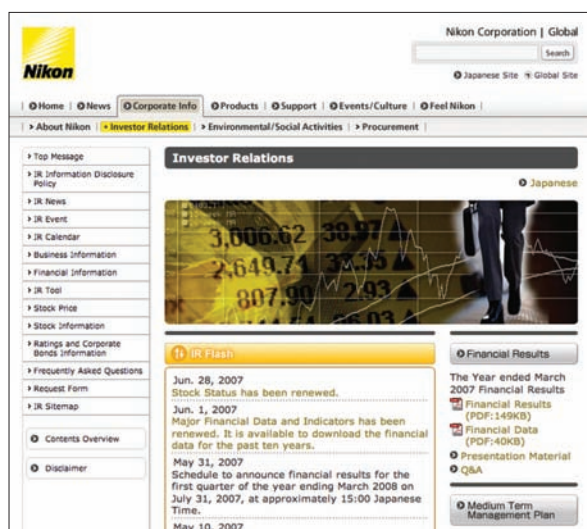 Nikon Corporation | Global
Search
Japanese Site Global Site
Nikon
Home | News | Corporate Info | Products | Support | Events/Culture | Feel Nikon
About Nikon | Investor Relations | Environmental/Social Activities | Procurement
Top Message
IR Information Disclosure
Policy
IR News
IR Event
IR Calendar
Business Information
Financial Information
IR Tool
Stock Price
Stock Information
Ratings and Corporate
Bonds Information
Frequently Asked Questions
Request Form
IR Sitemap
Contents Overview
Disclaimer
Investor Relations
Japanese
3,006.62 38.97
2,649.71 37.35
807.90 2.93
IR Flash
Jun. 28, 2007
Stock Status has been renewed.
Jun. 1, 2007
Major Financial Data and Indicators has been
renewed. It is available to download the financial
data for the past ten years.
May 31, 2007
Schedule to announce financial results for the
first quarter of the year ending March 2008 on
July 31, 2007, at approximately 15:00 Japanese
Time.
May 10, 2007
Financial Results
The Year ended March
2007 Financial Results
Financial Results
(PDF:149KB)
Financial Data
(PDF:40KB)
Presentation Material
Q&A
Medium Term
Management Plan